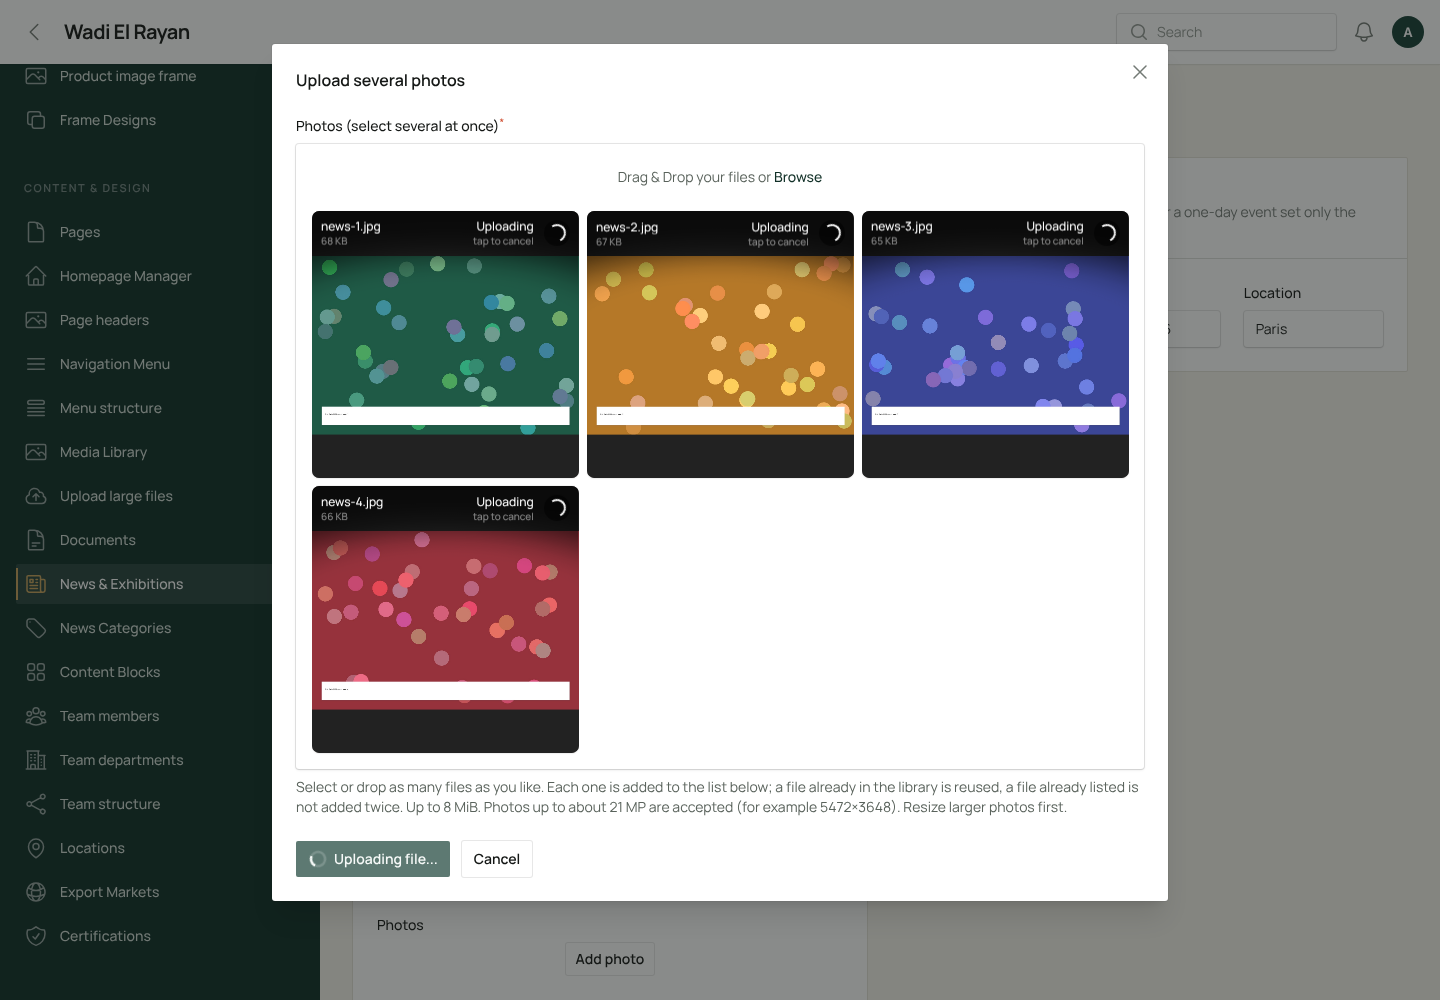 Wadi El Rayan
Search
A
Product image frame
Frame Designs
CONTENT & DESIGN
Pages
Homepage Manager
Page headers
Navigation Menu
Menu structure
Media Library
Upload large files
Documents
News & Exhibitions
News Categories
Content Blocks
Team members
Team departments
Team structure
Locations
Export Markets
Certifications
Upload several photos
Photos (select several at once)*
Drag & Drop your files or Browse
news-1.jpg
68 KB
Uploading
tap to cancel
news-2.jpg
67 KB
Uploading
tap to cancel
news-3.jpg
65 KB
Uploading
tap to cancel
news-4.jpg
66 KB
Uploading
tap to cancel
Select or drop as many files as you like. Each one is added to the list below; a file already in the library is reused, a file already listed is
not added twice. Up to 8 MiB. Photos up to about 21 MP are accepted (for example 5472×3648). Resize larger photos first.
Uploading file...
Cancel
a one-day event set only the
Location
Paris
Photos
Add photo